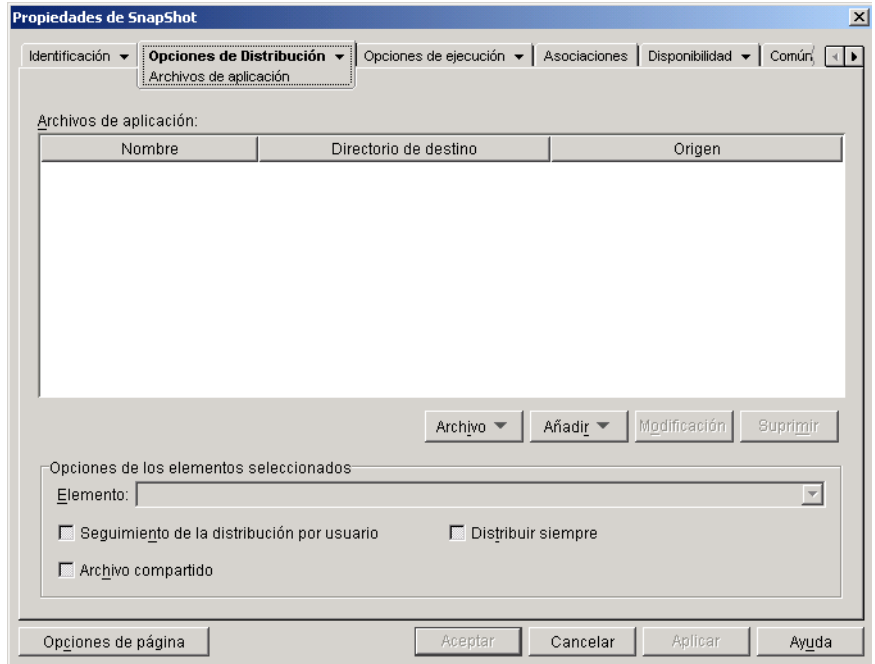 Propiedades de SnapShot
Identificación Opciones de Distribución Opciones de ejecución Asociaciones Disponibilidad Común
Archivos de aplicación
Archivos de aplicación:
Nombre Directorio de destino Origen
Archivo Añadir Modificación Suprimir
Opciones de los elementos seleccionados
Elemento:
Seguimiento de la distribución por usuario Distribuir siempre
Archivo compartido
Opciones de página Aceptar Cancelar Aplicar Ayuda